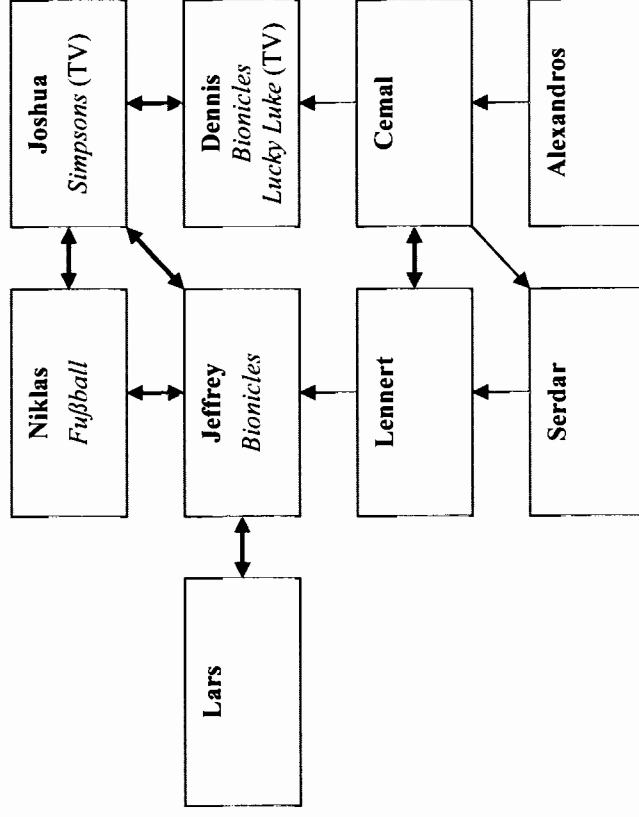 Niklas
Fußball
Joshua
Simpsons (TV)
Lars
Jeffrey
Bionicles
Dennis
Bionicles
Lucky Luke (TV)
Lennert
Cemal
Serdar
Alexandros